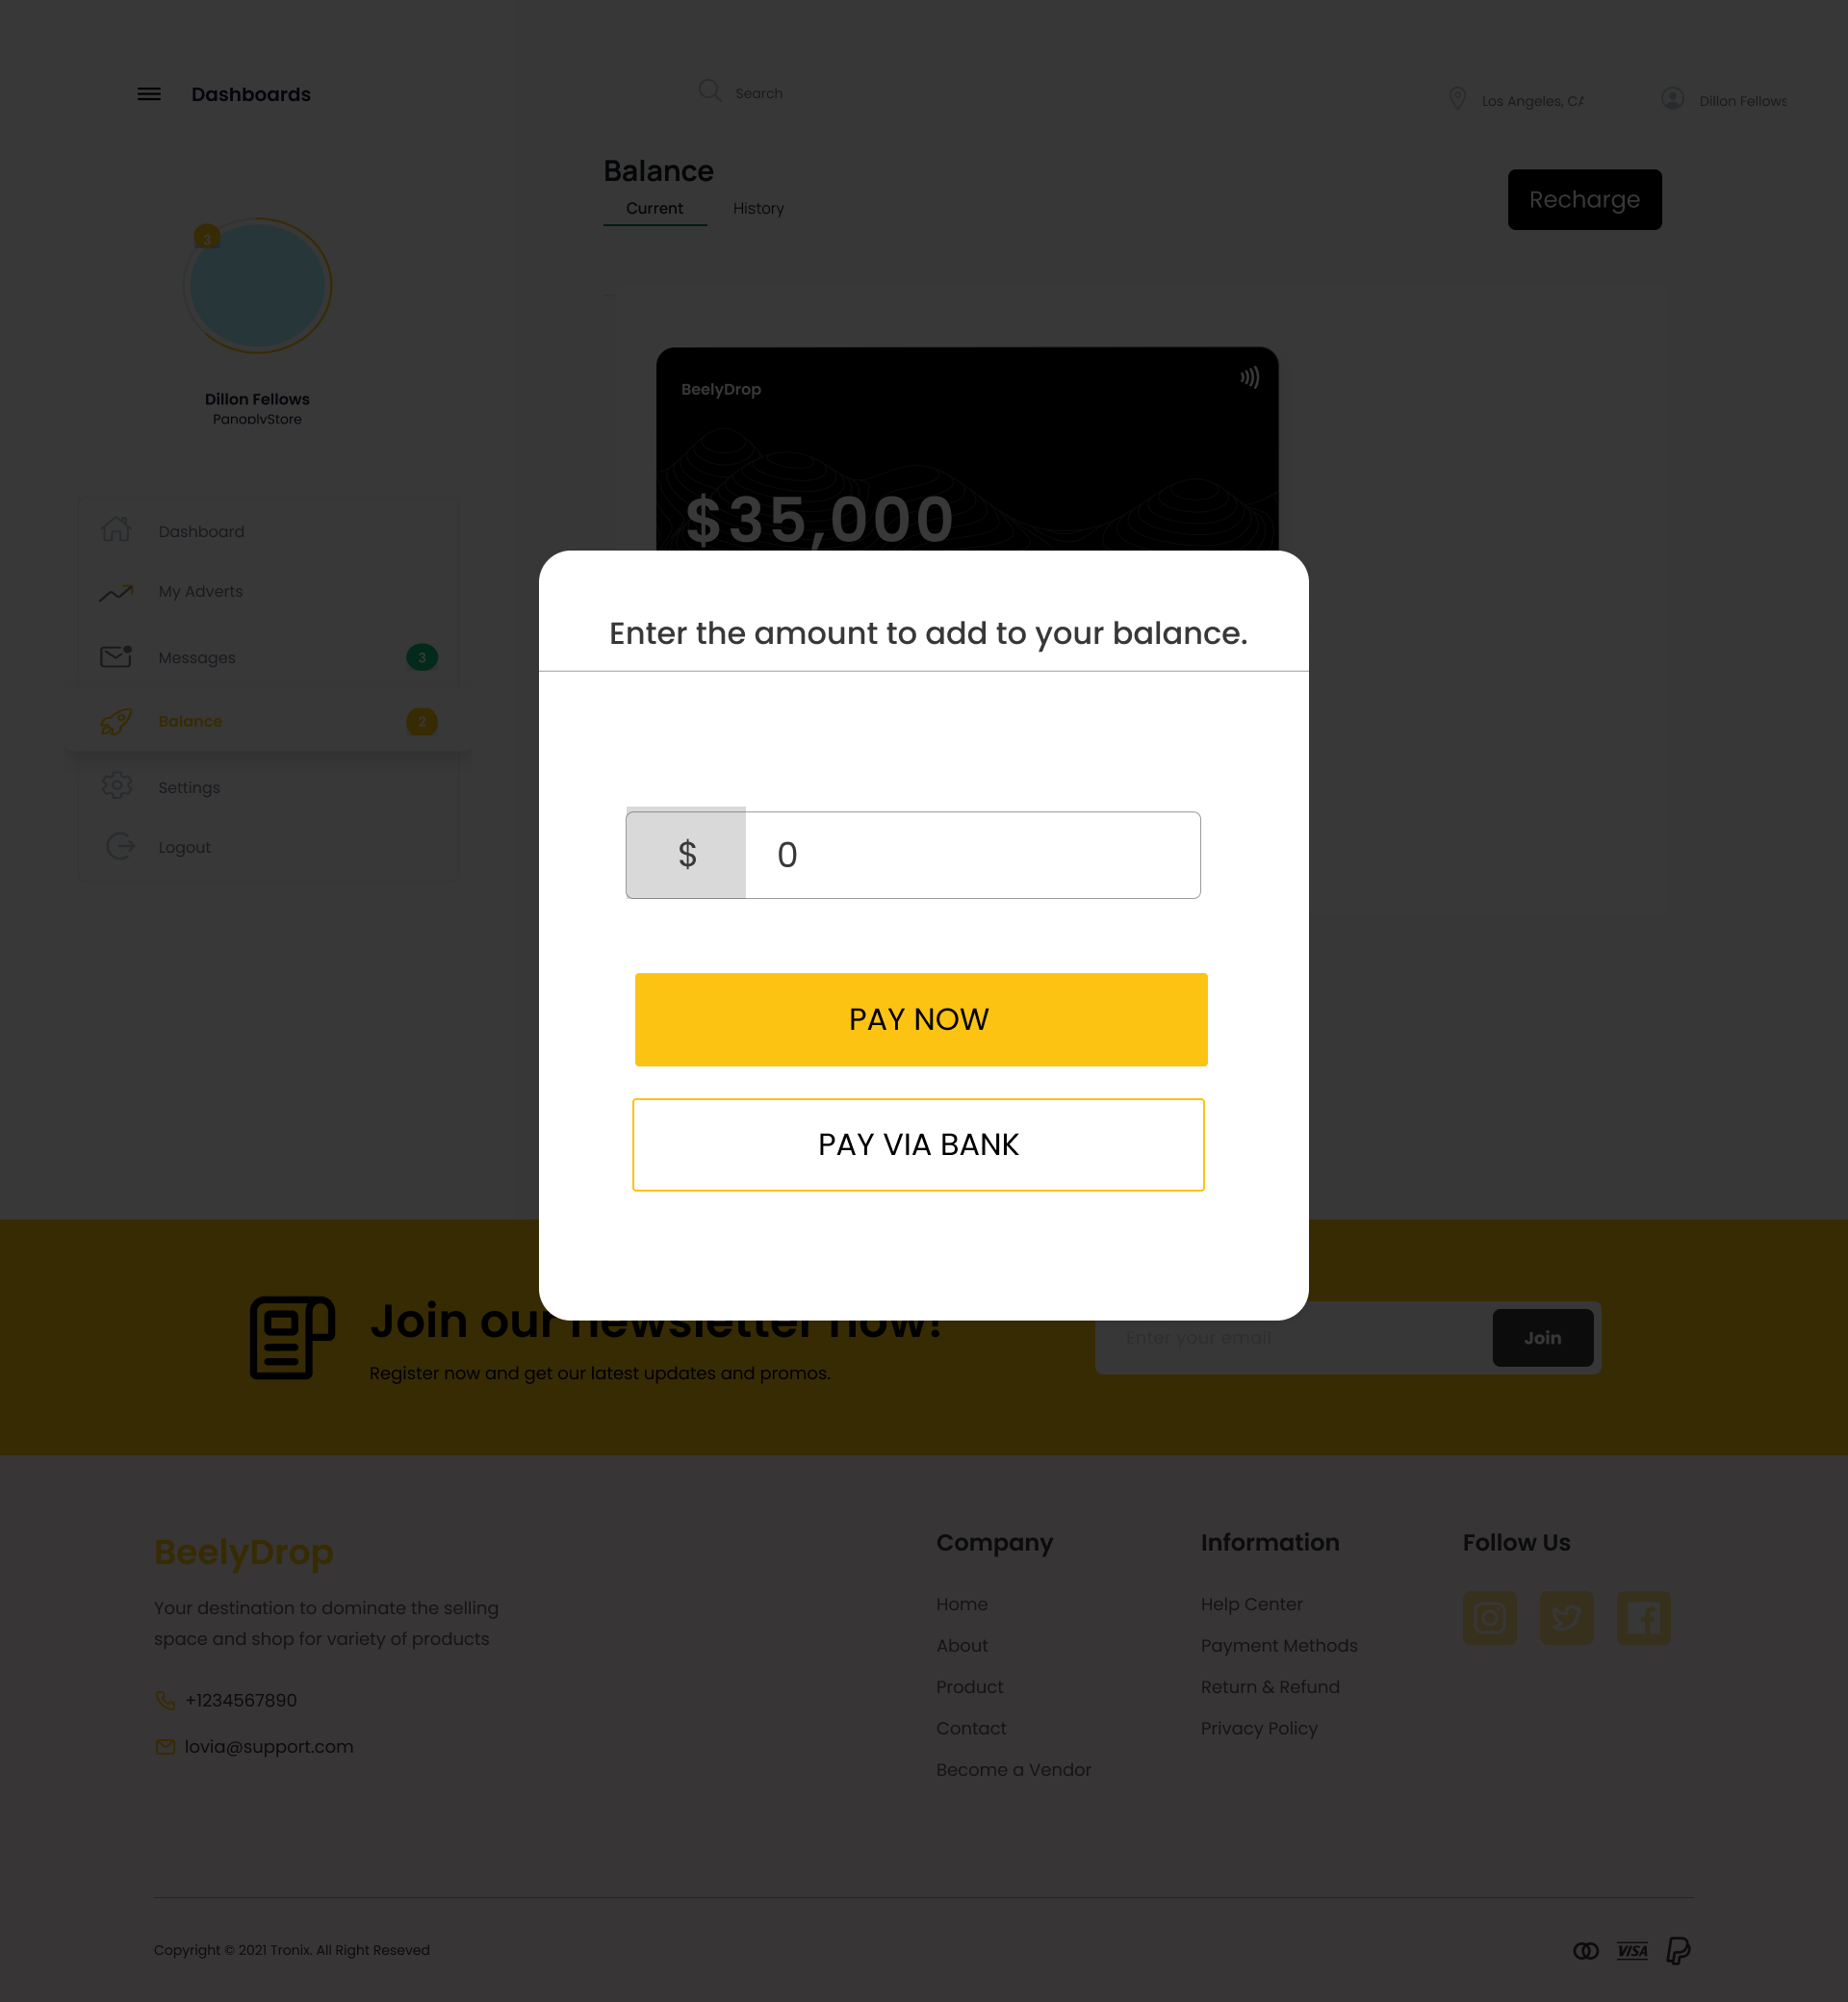 Dashboards
Search
Los Angeles, CA
Dillon Fellows
Balance
Current
History
Recharge
3
Dillon Fellows
PanoplyStore
BeelyDrop
$35,000
Dashboard
My Adverts
Messages
3
Balance
2
Settings
Logout
Enter the amount to add to your balance.
$
0
PAY NOW
PAY VIA BANK
Join our newsletter now!
Register now and get our latest updates and promos.
Enter your email
Join
BeelyDrop
Your destination to dominate the selling
space and shop for variety of products
+1234567890
lovia@support.com
Company
Home
About
Product
Contact
Become a Vendor
Information
Help Center
Payment Methods
Return & Refund
Privacy Policy
Follow Us
Copyright © 2021 Tronix. All Right Reseved
VISA